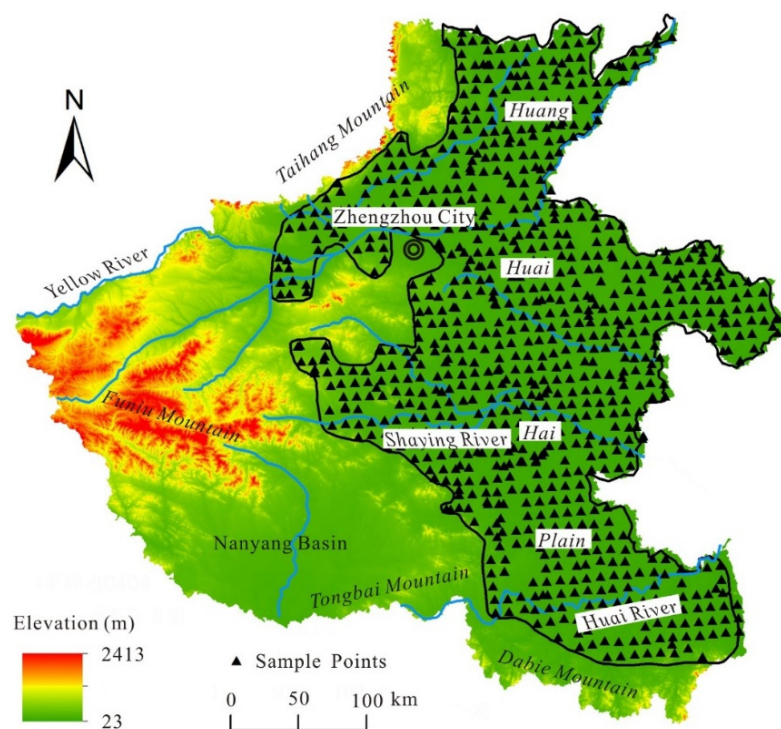 N
Taihang Mountain
Huang
Zhengzhou City
Yellow River
Huai
Funiu Mountain
Shaying River
Hai
Nanyang Basin
Plain
Tongbai Mountain
Huai River
Dabie Mountain
Elevation (m)
2413
23
Sample Points
0 50 100 km